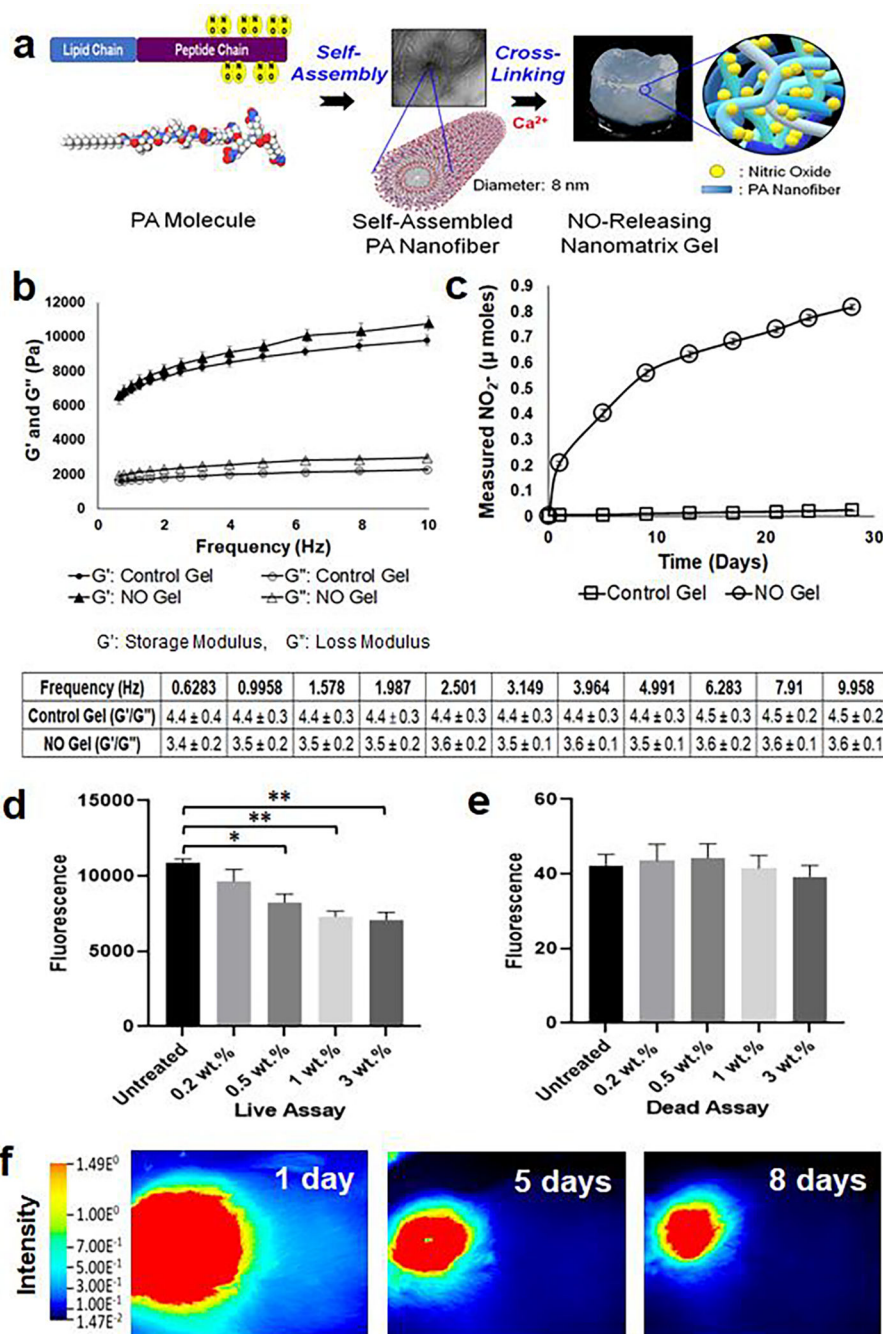 a
N N N N
O O O O
Lipid Chain Peptide Chain
N N N
O O O
Self-
Assembly
Cross-
Linking
Ca²⁺
Diameter: 8 nm
: Nitric Oxide
: PA Nanofiber
PA Molecule
Self-Assembled
PA Nanofiber
NO-Releasing
Nanomatrix Gel
b
G' and G" (Pa)
12000
10000
8000
6000
4000
2000
0
0 2 4 6 8 10
Frequency (Hz)
G': Control Gel G": Control Gel
G': NO Gel G": NO Gel
G': Storage Modulus, G": Loss Modulus
c
Measured NO₂- (µ moles)
0.9
0.8
0.7
0.6
0.5
0.4
0.3
0.2
0.1
0
0 10 20 30
Time (Days)
Control Gel NO Gel
Frequency (Hz) 0.6283 0.9958 1.578 1.987 2.501 3.149 3.964 4.991 6.283 7.91 9.958
Control Gel (G'/G") 4.4 ± 0.4 4.4 ± 0.3 4.4 ± 0.3 4.4 ± 0.3 4.4 ± 0.3 4.4 ± 0.3 4.4 ± 0.3 4.4 ± 0.3 4.5 ± 0.3 4.5 ± 0.2 4.5 ± 0.2
NO Gel (G'/G") 3.4 ± 0.2 3.5 ± 0.2 3.5 ± 0.2 3.5 ± 0.2 3.6 ± 0.2 3.5 ± 0.1 3.6 ± 0.1 3.5 ± 0.1 3.6 ± 0.2 3.6 ± 0.1 3.6 ± 0.1
d
Fluorescence
15000
10000
5000
0
**
**
*
Untreated 0.2 wt.% 0.5 wt.% 1 wt.% 3 wt.%
Live Assay
e
Fluorescence
60
40
20
0
Untreated 0.2 wt.% 0.5 wt.% 1 wt.% 3 wt.%
Dead Assay
f
Intensity
1.49E⁰
1.00E⁰
7.00E⁻¹
5.00E⁻¹
3.00E⁻¹
1.00E⁻¹
1.47E⁻²
1 day
5 days
8 days